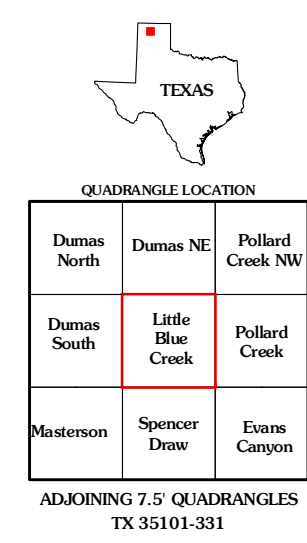 TEXAS
QUADRANGLE LOCATION
Dumas
North
Dumas NE
Pollard
Creek NW
Dumas
South
Little
Blue
Creek
Pollard
Creek
Masterson
Spencer
Draw
Evans
Canyon
ADJOINING 7.5' QUADRANGLES
TX 35101-331